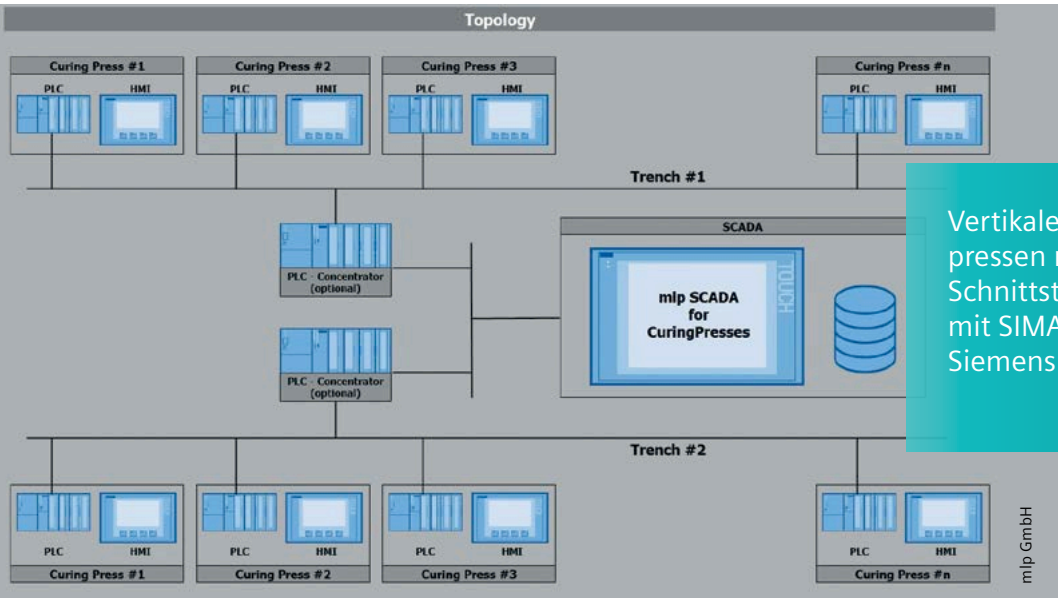 Topology
Curing Press #1
PLC HMI
Curing Press #2
PLC HMI
Curing Press #3
PLC HMI
Curing Press #n
PLC HMI
Trench #1
PLC - Concentrator
(optional)
SCADA
mlp SCADA
for
CuringPresses
TOUCH
Vertikale
pressen
Schnittst
mit SIMA
Siemens
PLC - Concentrator
(optional)
Trench #2
PLC HMI
Curing Press #1
PLC HMI
Curing Press #2
PLC HMI
Curing Press #3
PLC HMI
Curing Press #n
mlp GmbH